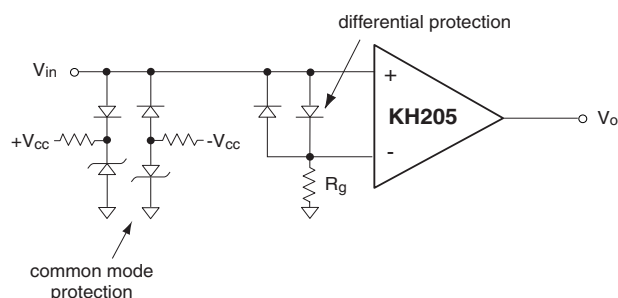 differential protection
Vin
+
KH205
Vo
+Vcc
-Vcc
-
Rg
common mode
protection